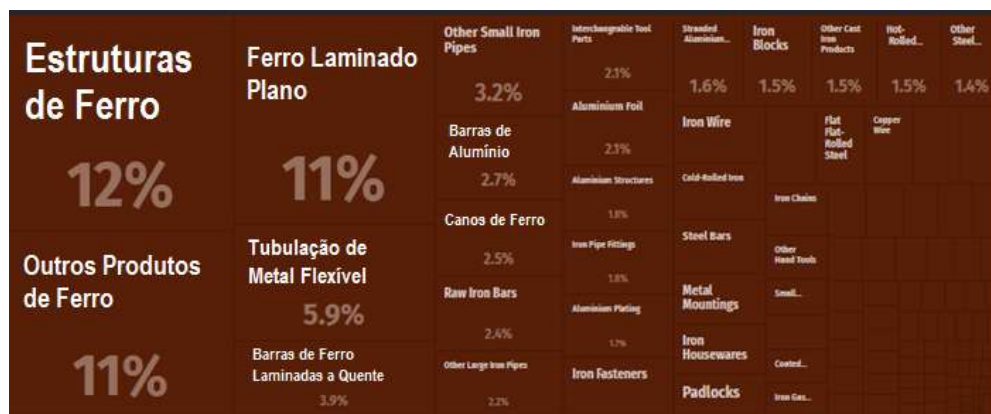 Estruturas
de Ferro
12%
Outros Produtos
de Ferro
11%
Ferro Laminado
Plano
11%
Tubulação de
Metal Flexível
5.9%
Barras de Ferro
Laminadas a Quente
3.9%
Other Small Iron
Pipes
3.2%
Barras de
Alumínio
2.7%
Canos de Ferro
2.5%
Raw Iron Bars
2.4%
Other Large Iron Pipes
2.2%
Interchangeable Tool
Parts
2.1%
Aluminium Foil
2.1%
Aluminium Structures
1.8%
Iron Pipe Fittings
1.8%
Aluminium Plating
1.7%
Iron Fasteners
Stranded
Aluminium...
1.6%
Iron
Blocks
1.5%
Other Cast
Iron
Products
1.5%
Hot-
Rolled...
1.5%
Other
Steel...
1.4%
Iron Wire
Cold-Rolled Iron
Steel Bars
Metal
Mountings
Iron
Housewares
Padlocks
Iron Chains
Other
Hand Tools
Small...
Coated...
Iron Gas...
Flat
Flat-
Rolled
Steel
Copper
Wire